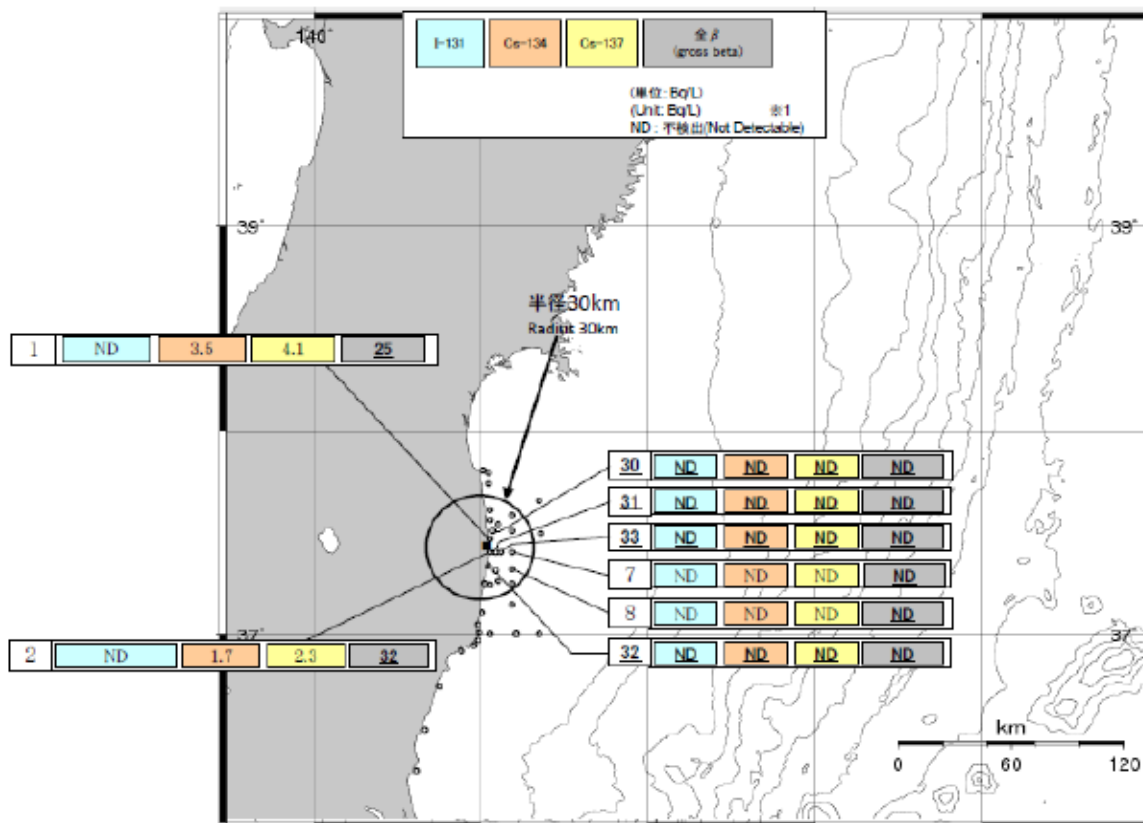 140°
I-131 Cs-134 Cs-137 全β
(gross beta)
(単位: Bq/L)
(Unit: Bq/L) ※1
ND : 不検出(Not Detectable)
39° 39°
半径30km
Radius 30km
1 ND 3.5 4.1 25
30 ND ND ND ND
31 ND ND ND ND
33 ND ND ND ND
7 ND ND ND ND
8 ND ND ND ND
37° 37°
2 ND 1.7 2.3 32
32 ND ND ND ND
km
0 60 120